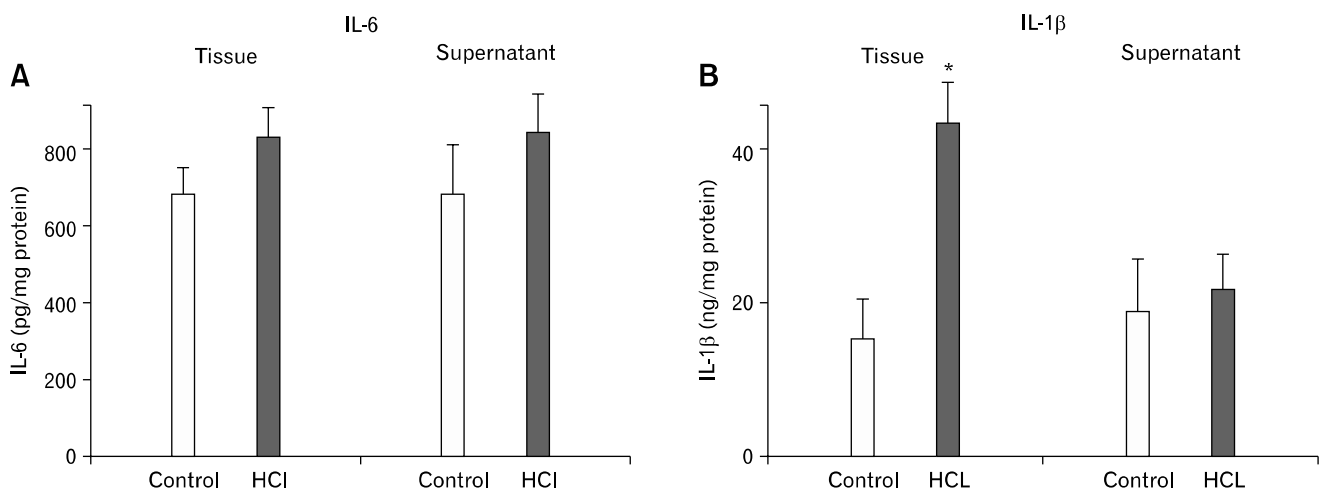 IL-6
Tissue
Supernatant
A
IL-6 (pg/mg protein)
800
600
400
200
0
Control
HCl
Control
HCl
IL-1β
Tissue
Supernatant
B
*
IL-1β (ng/mg protein)
40
20
0
Control
HCL
Control
HCL